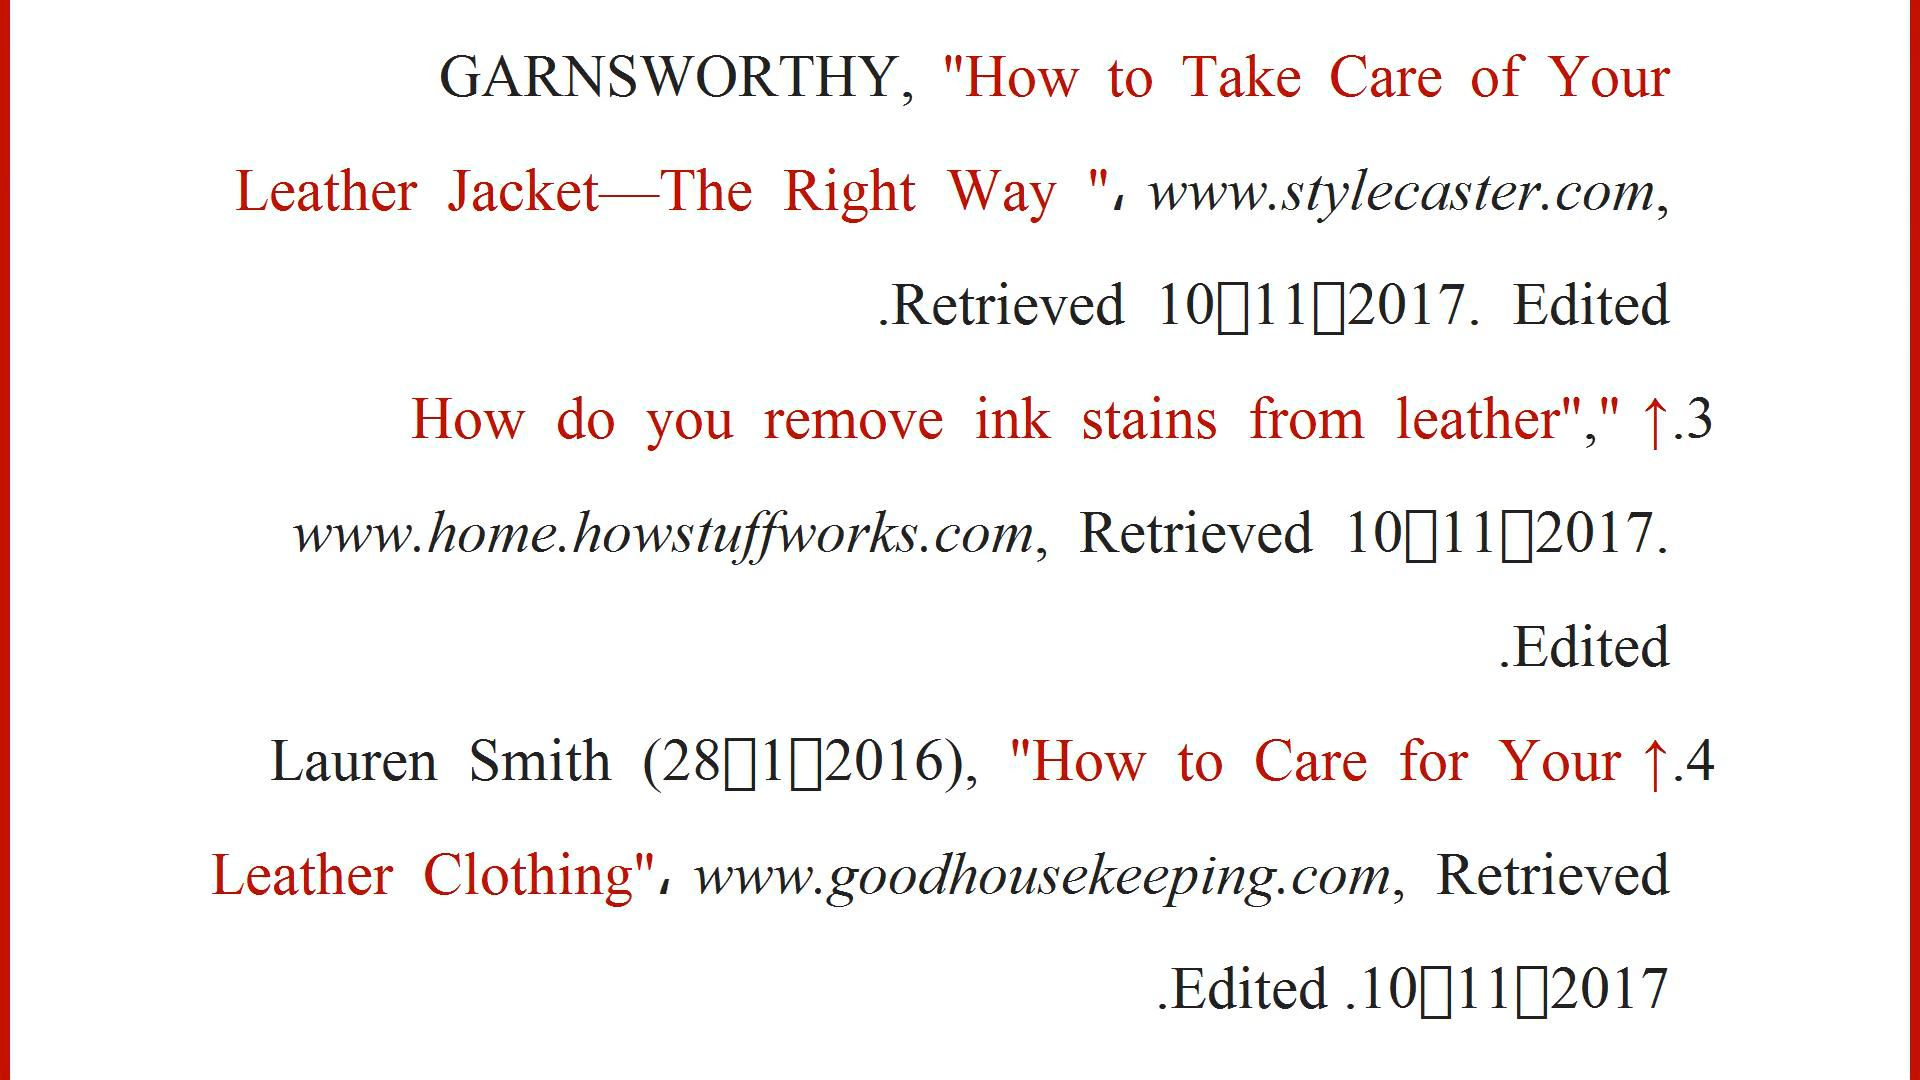 GARNSWORTHY, "How to Take Care of Your
Leather Jacket—The Right Way "، www.stylecaster.com,
.Retrieved 10▯11▯2017. Edited
How do you remove ink stains from leather"," ↑.3
www.home.howstuffworks.com, Retrieved 10▯11▯2017.
.Edited
Lauren Smith (28▯1▯2016), "How to Care for Your ↑.4
Leather Clothing"، www.goodhousekeeping.com, Retrieved
.Edited .10▯11▯2017